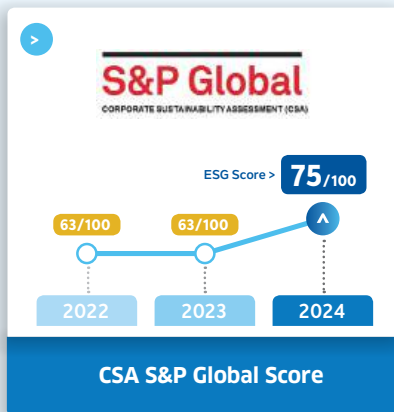 >
S&P Global
CORPORATE SUSTAINABILITY ASSESSMENT (CSA)
ESG Score > 75/100
63/100 63/100
2022 2023 2024
CSA S&P Global Score